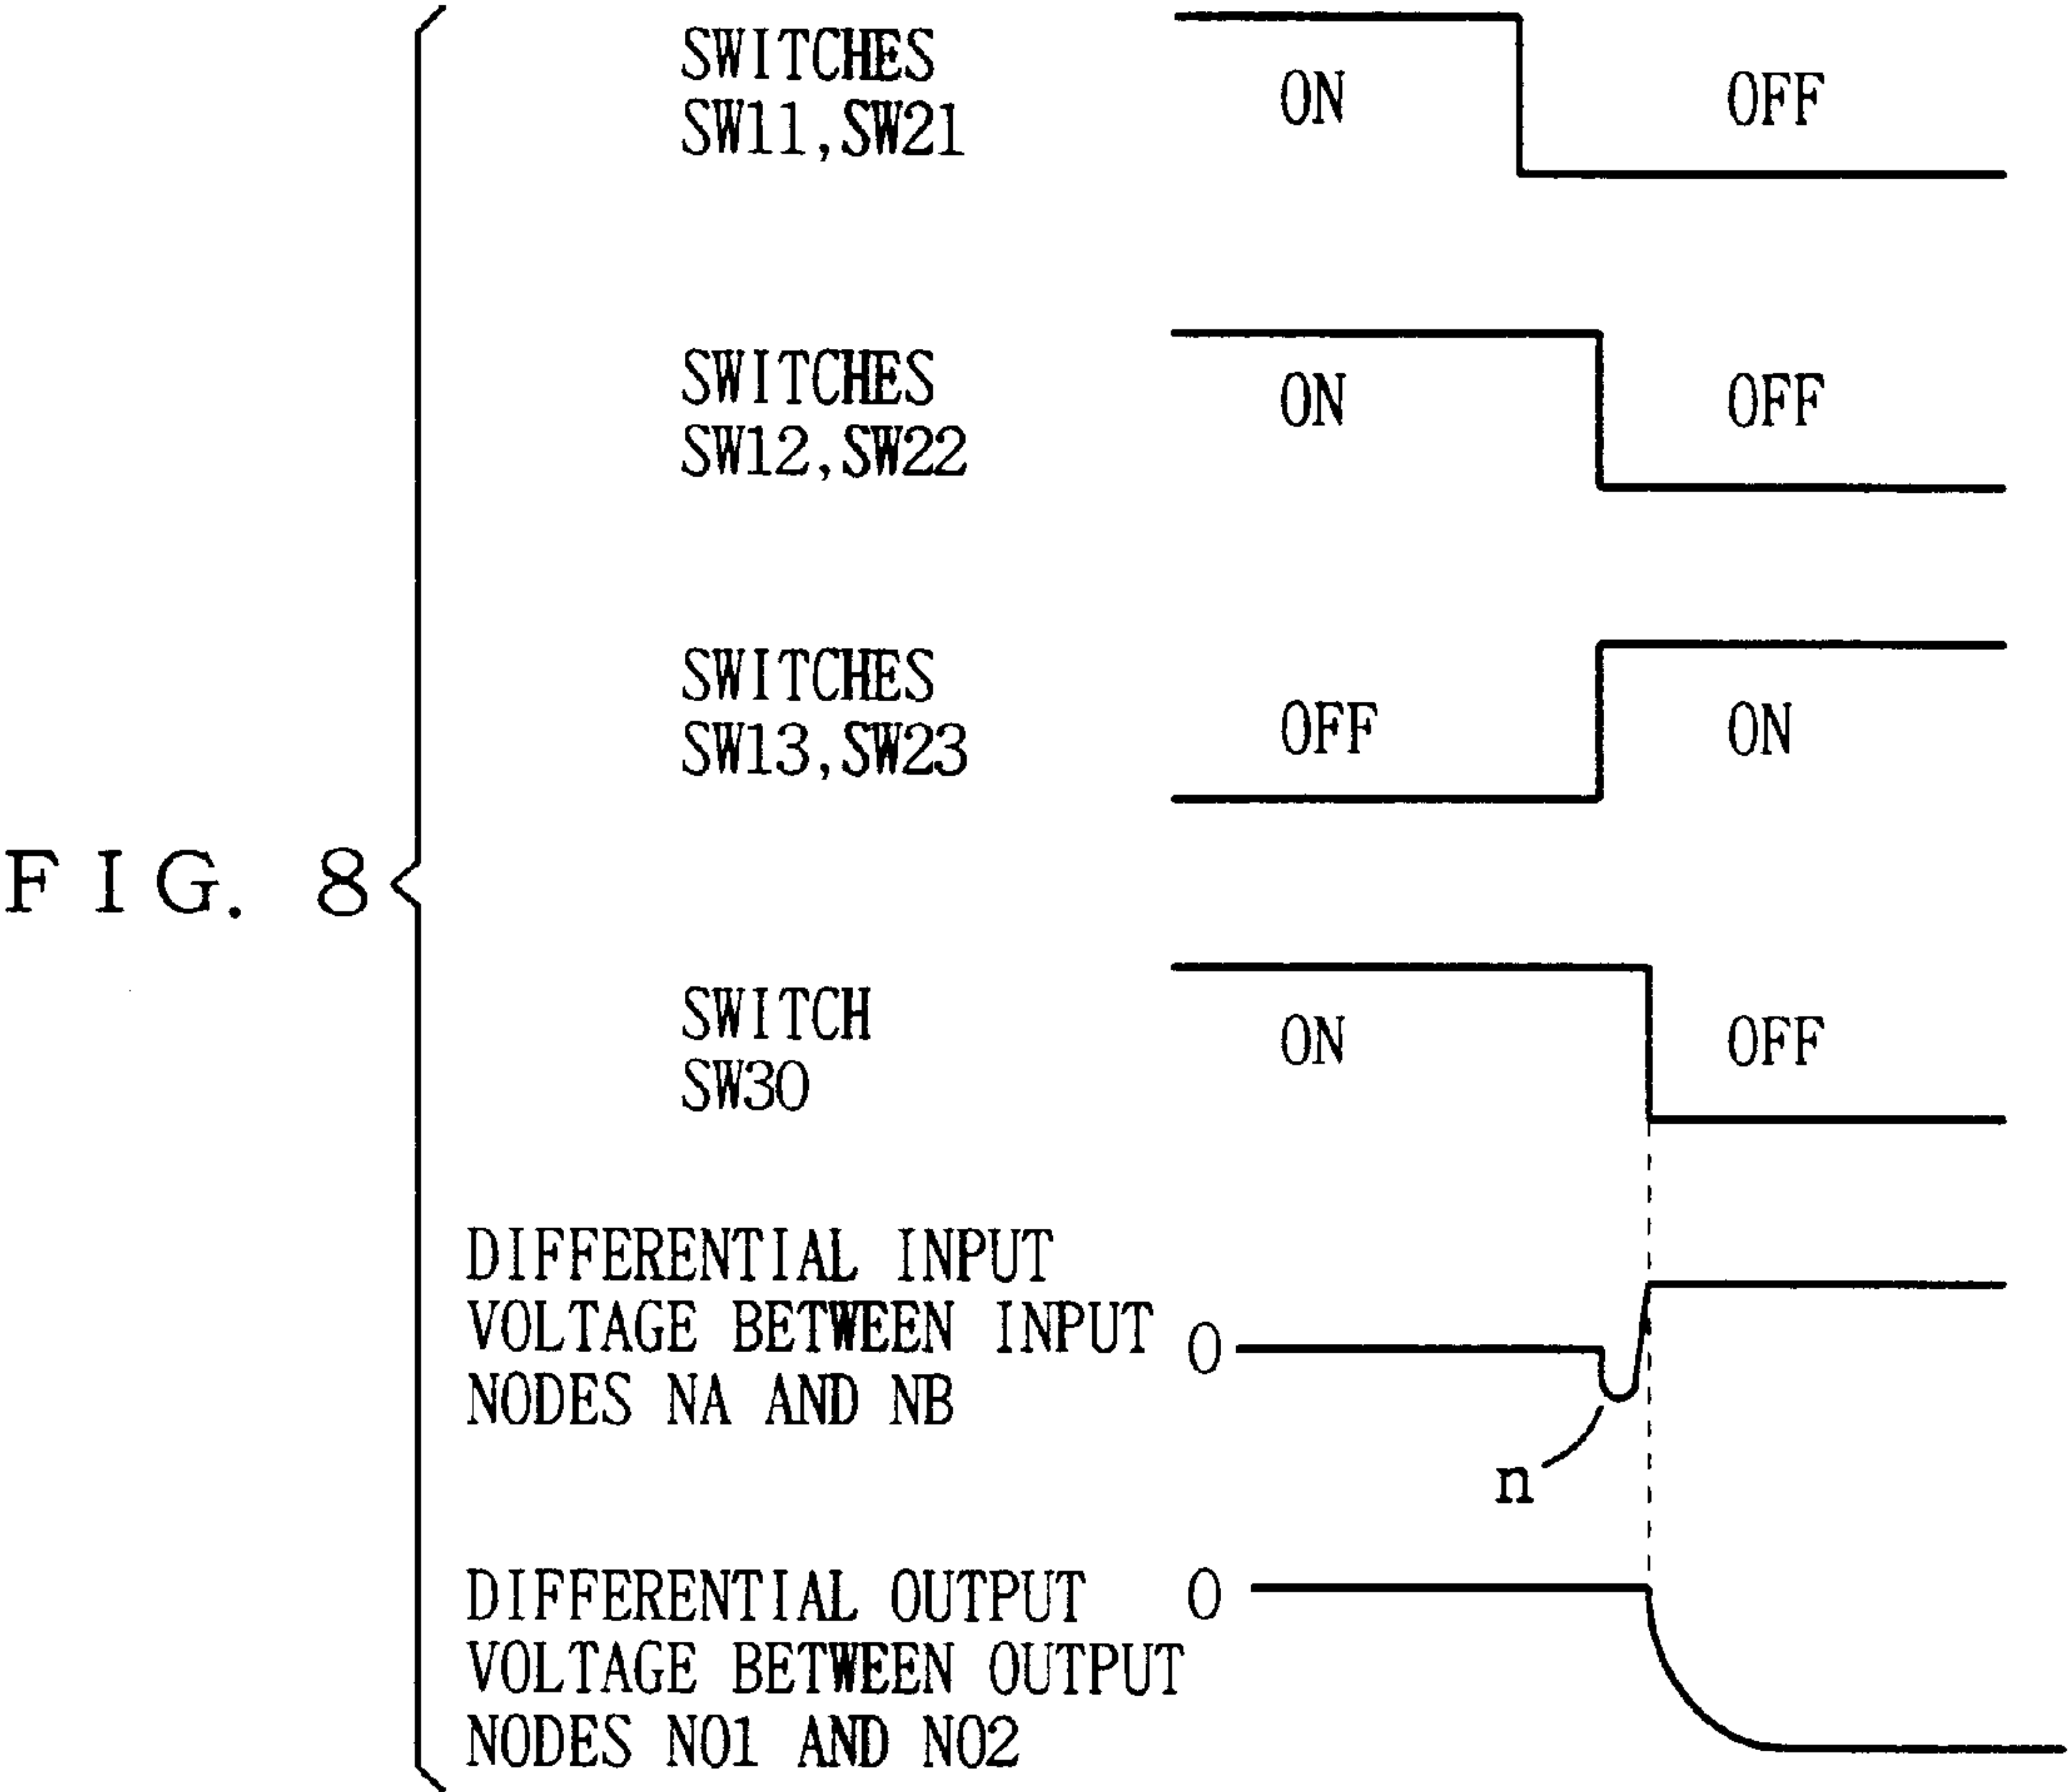 FIG. 8
SWITCHES
SW11,SW21
ON
OFF
SWITCHES
SW12,SW22
ON
OFF
SWITCHES
SW13,SW23
OFF
ON
SWITCH
SW30
ON
OFF
DIFFERENTIAL INPUT
VOLTAGE BETWEEN INPUT
NODES NA AND NB
0
n
DIFFERENTIAL OUTPUT
VOLTAGE BETWEEN OUTPUT
NODES NO1 AND NO2
0